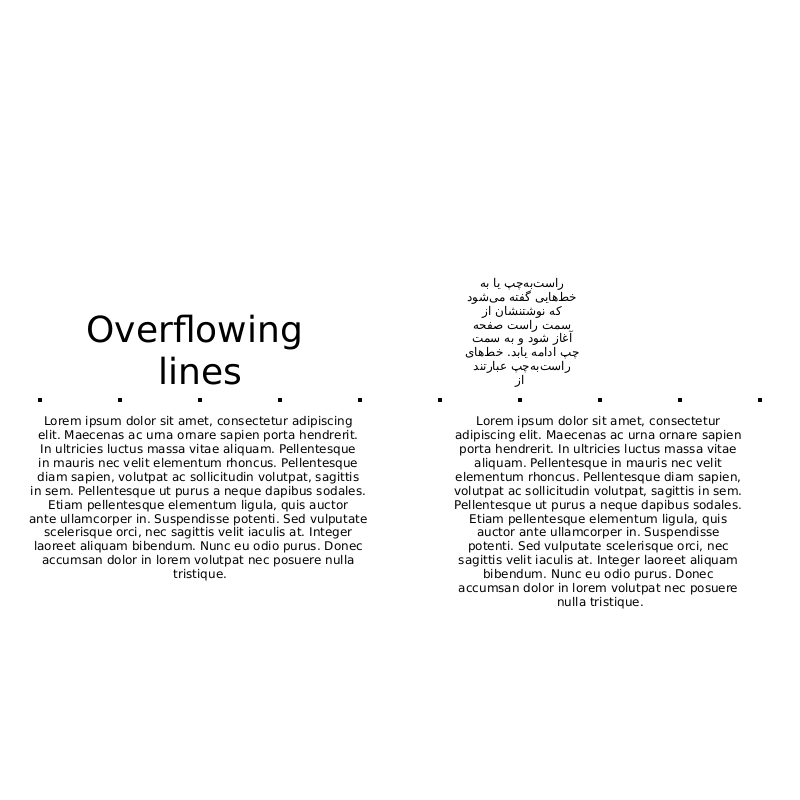 Overflowing
lines
Lorem ipsum dolor sit amet, consectetur adipiscing
elit. Maecenas ac urna ornare sapien porta hendrerit.
In ultricies luctus massa vitae aliquam. Pellentesque
in mauris nec velit elementum rhoncus. Pellentesque
diam sapien, volutpat ac sollicitudin volutpat, sagittis
in sem. Pellentesque ut purus a neque dapibus sodales.
Etiam pellentesque elementum ligula, quis auctor
ante ullamcorper in. Suspendisse potenti. Sed vulputate
scelerisque orci, nec sagittis velit iaculis at. Integer
laoreet aliquam bibendum. Nunc eu odio purus. Donec
accumsan dolor in lorem volutpat nec posuere nulla
tristique.
راست‌به‌چپ یا به
خط‌هایی گفته می‌شود
که نوشتنشان از
سمت راست صفحه
آغاز شود و به سمت
چپ ادامه یابد. خط‌های
راست‌به‌چپ عبارتند
از
Lorem ipsum dolor sit amet, consectetur
adipiscing elit. Maecenas ac urna ornare sapien
porta hendrerit. In ultricies luctus massa vitae
aliquam. Pellentesque in mauris nec velit
elementum rhoncus. Pellentesque diam sapien,
volutpat ac sollicitudin volutpat, sagittis in sem.
Pellentesque ut purus a neque dapibus sodales.
Etiam pellentesque elementum ligula, quis
auctor ante ullamcorper in. Suspendisse
potenti. Sed vulputate scelerisque orci, nec
sagittis velit iaculis at. Integer laoreet aliquam
bibendum. Nunc eu odio purus. Donec
accumsan dolor in lorem volutpat nec posuere
nulla tristique.